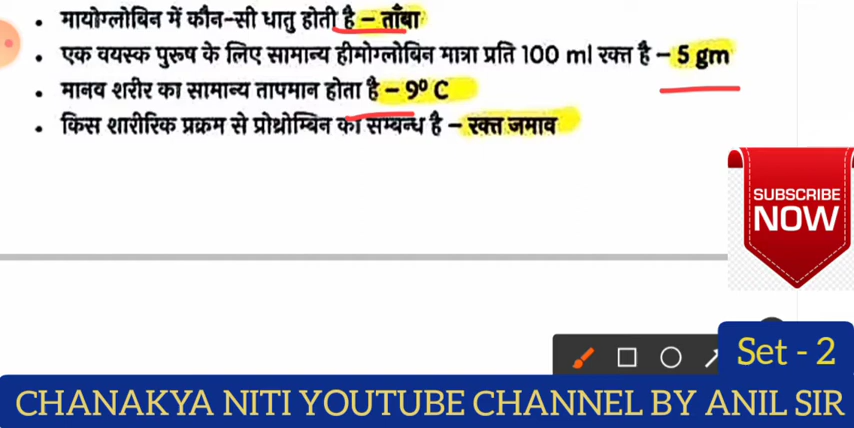 • मायोग्लोबिन में कौन-सी धातु होती है – ताँबा
• एक वयस्क पुरूष के लिए सामान्य हीमोग्लोबिन मात्रा प्रति 100 ml रक्त है – 5 gm
• मानव शरीर का सामान्य तापमान होता है – 9⁰ C
• किस शारीरिक प्रक्रम से प्रोथ्रोम्बिन का सम्बन्ध है – रक्त जमाव
SUBSCRIBE
NOW
Set - 2
CHANAKYA NITI YOUTUBE CHANNEL BY ANIL SIR